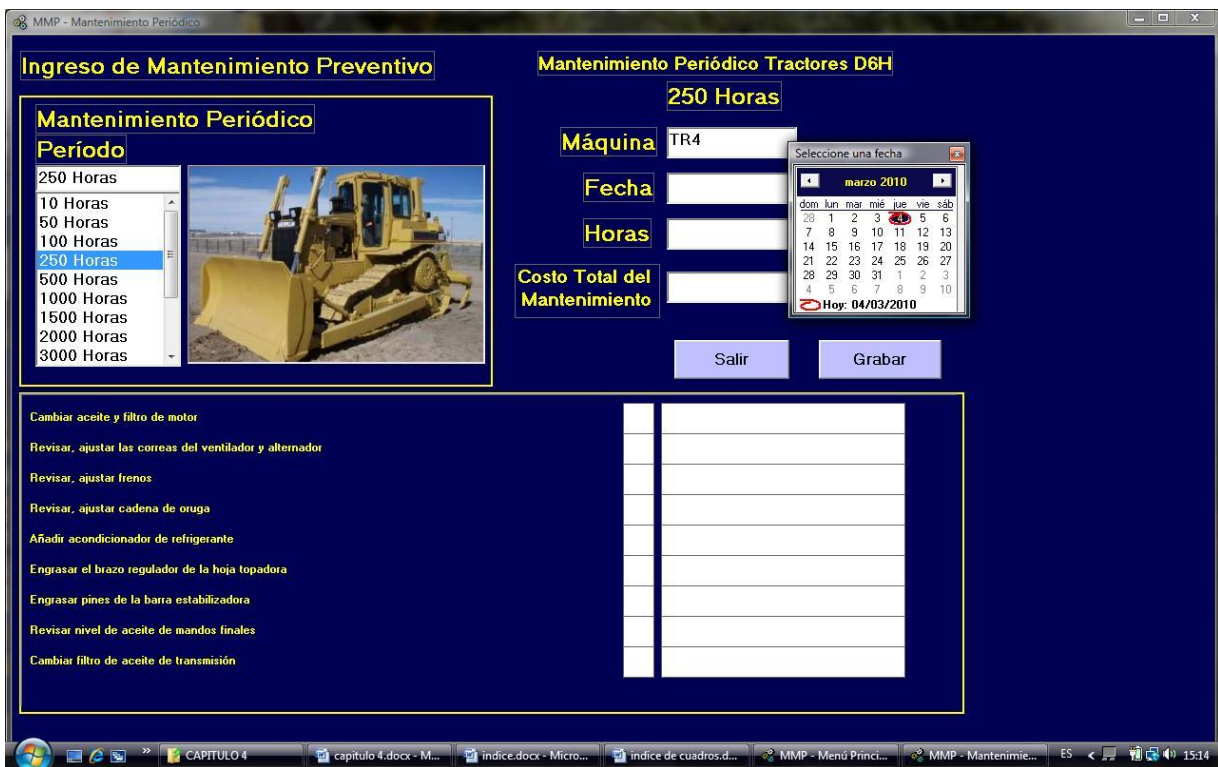 MMP - Mantenimiento Periódico
Ingreso de Mantenimiento Preventivo
Mantenimiento Periódico
Período
250 Horas
10 Horas
50 Horas
100 Horas
250 Horas
500 Horas
1000 Horas
1500 Horas
2000 Horas
3000 Horas
Mantenimiento Periódico Tractores D6H
250 Horas
Máquina TR4
Fecha
Horas
Costo Total del
Mantenimiento
Seleccione una fecha
marzo 2010
dom lun mar mié jue vie sáb
28 1 2 3 4 5 6
7 8 9 10 11 12 13
14 15 16 17 18 19 20
21 22 23 24 25 26 27
28 29 30 31 1 2 3
4 5 6 7 8 9 10
Hoy: 04/03/2010
Salir Grabar
Cambiar aceite y filtro de motor
Revisar, ajustar las correas del ventilador y alternador
Revisar, ajustar frenos
Revisar, ajustar cadena de oruga
Añadir acondicionador de refrigerante
Engrasar el brazo regulador de la hoja topadora
Engrasar pines de la barra estabilizadora
Revisar nivel de aceite de mandos finales
Cambiar filtro de aceite de transmisión
CAPITULO 4 capitulo 4.docx - M... indice.docx - Micro... indice de cuadros.d... MMP - Menú Princi... MMP - Mantenimie... ES 15:14